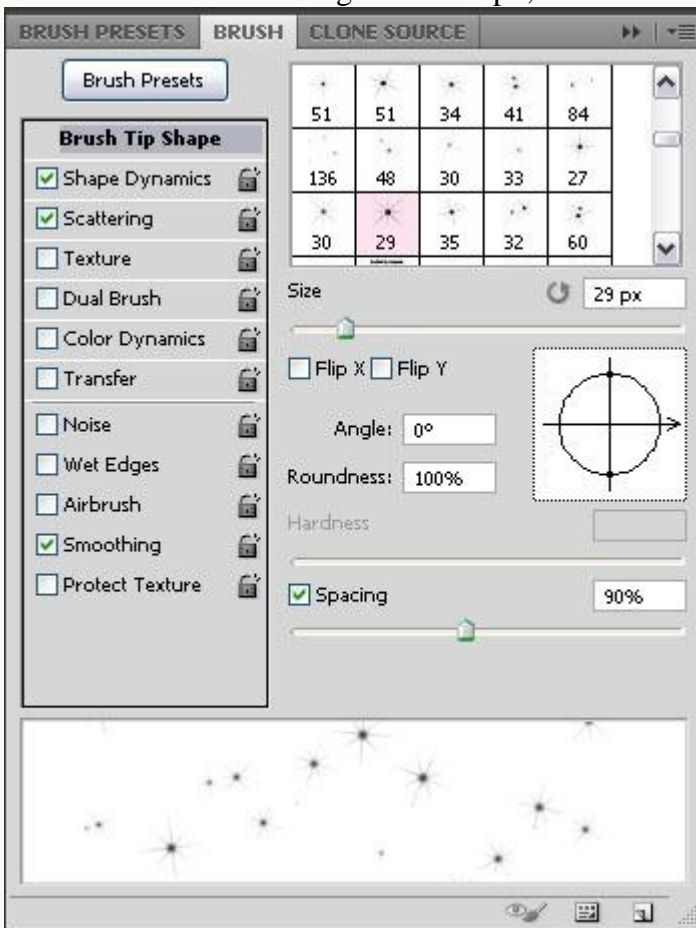 BRUSH PRESETS BRUSH CLONE SOURCE
Brush Presets
Brush Tip Shape
Shape Dynamics
Scattering
Texture
Dual Brush
Color Dynamics
Transfer
Noise
Wet Edges
Airbrush
Smoothing
Protect Texture
51 51 34 41 84
136 48 30 33 27
30 29 35 32 60
Size 29 px
Flip X Flip Y
Angle: 0º
Roundness: 100%
Hardness
Spacing 90%